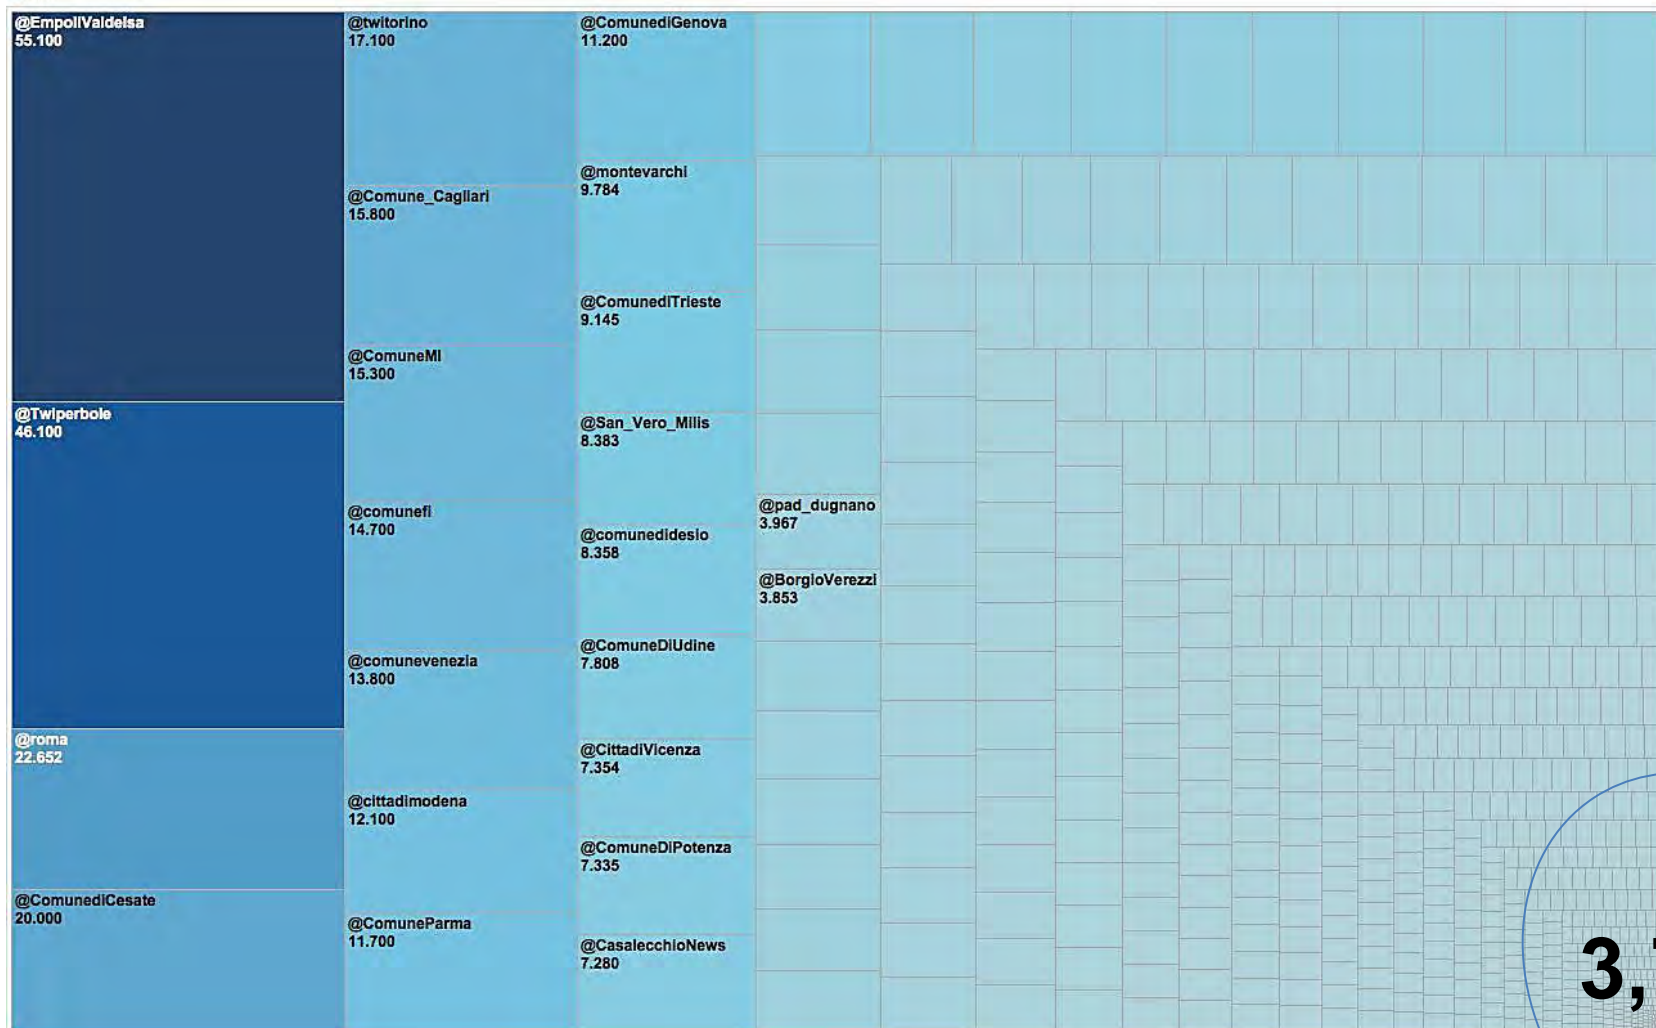 @EmpoliValdelsa
55.100
@Twiperbole
46.100
@roma
22.652
@ComunediCesate
20.000
@twitorino
17.100
@Comune_Cagliari
15.800
@ComuneMI
15.300
@comunefi
14.700
@comunevenezia
13.800
@cittadimodena
12.100
@ComuneParma
11.700
@ComunediGenova
11.200
@montevarchi
9.784
@ComunediTrieste
9.145
@San_Vero_Milis
8.383
@comunedidesio
8.358
@ComuneDiUdine
7.808
@CittadiVicenza
7.354
@ComuneDiPotenza
7.335
@CasalecchioNews
7.280
@pad_dugnano
3.967
@BorgioVerezzi
3.853
3,